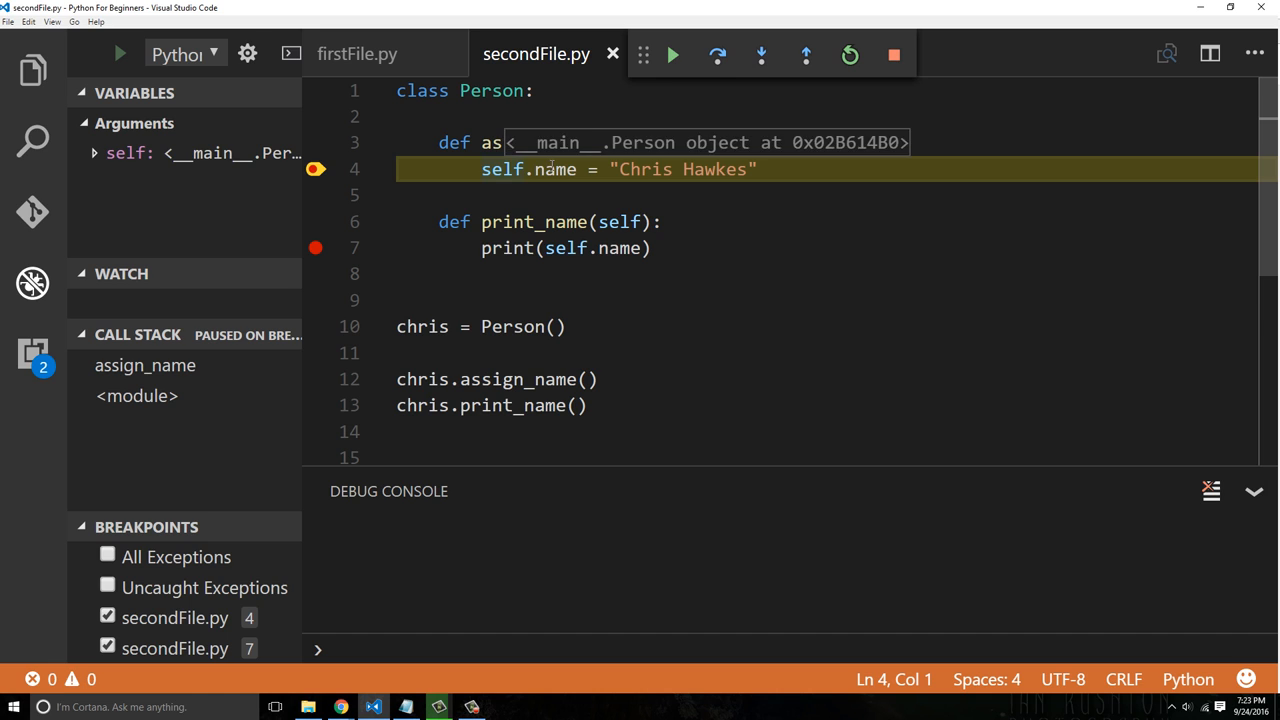 secondFile.py - Python For Beginners - Visual Studio Code
File Edit View Go Help
Pythor
firstFile.py
secondFile.py
VARIABLES
Arguments
self: <__main__.Per...
WATCH
CALL STACK PAUSED ON BRE...
assign_name
<module>
BREAKPOINTS
All Exceptions
Uncaught Exceptions
secondFile.py 4
secondFile.py 7
2
1 class Person:
2
3 def as<__main__.Person object at 0x02B614B0>
4 self.name = "Chris Hawkes"
5
6 def print_name(self):
7 print(self.name)
8
9
10 chris = Person()
11
12 chris.assign_name()
13 chris.print_name()
14
15
DEBUG CONSOLE
0 0
Ln 4, Col 1 Spaces: 4 UTF-8 CRLF Python
I'm Cortana. Ask me anything.
7:23 PM
9/24/2016